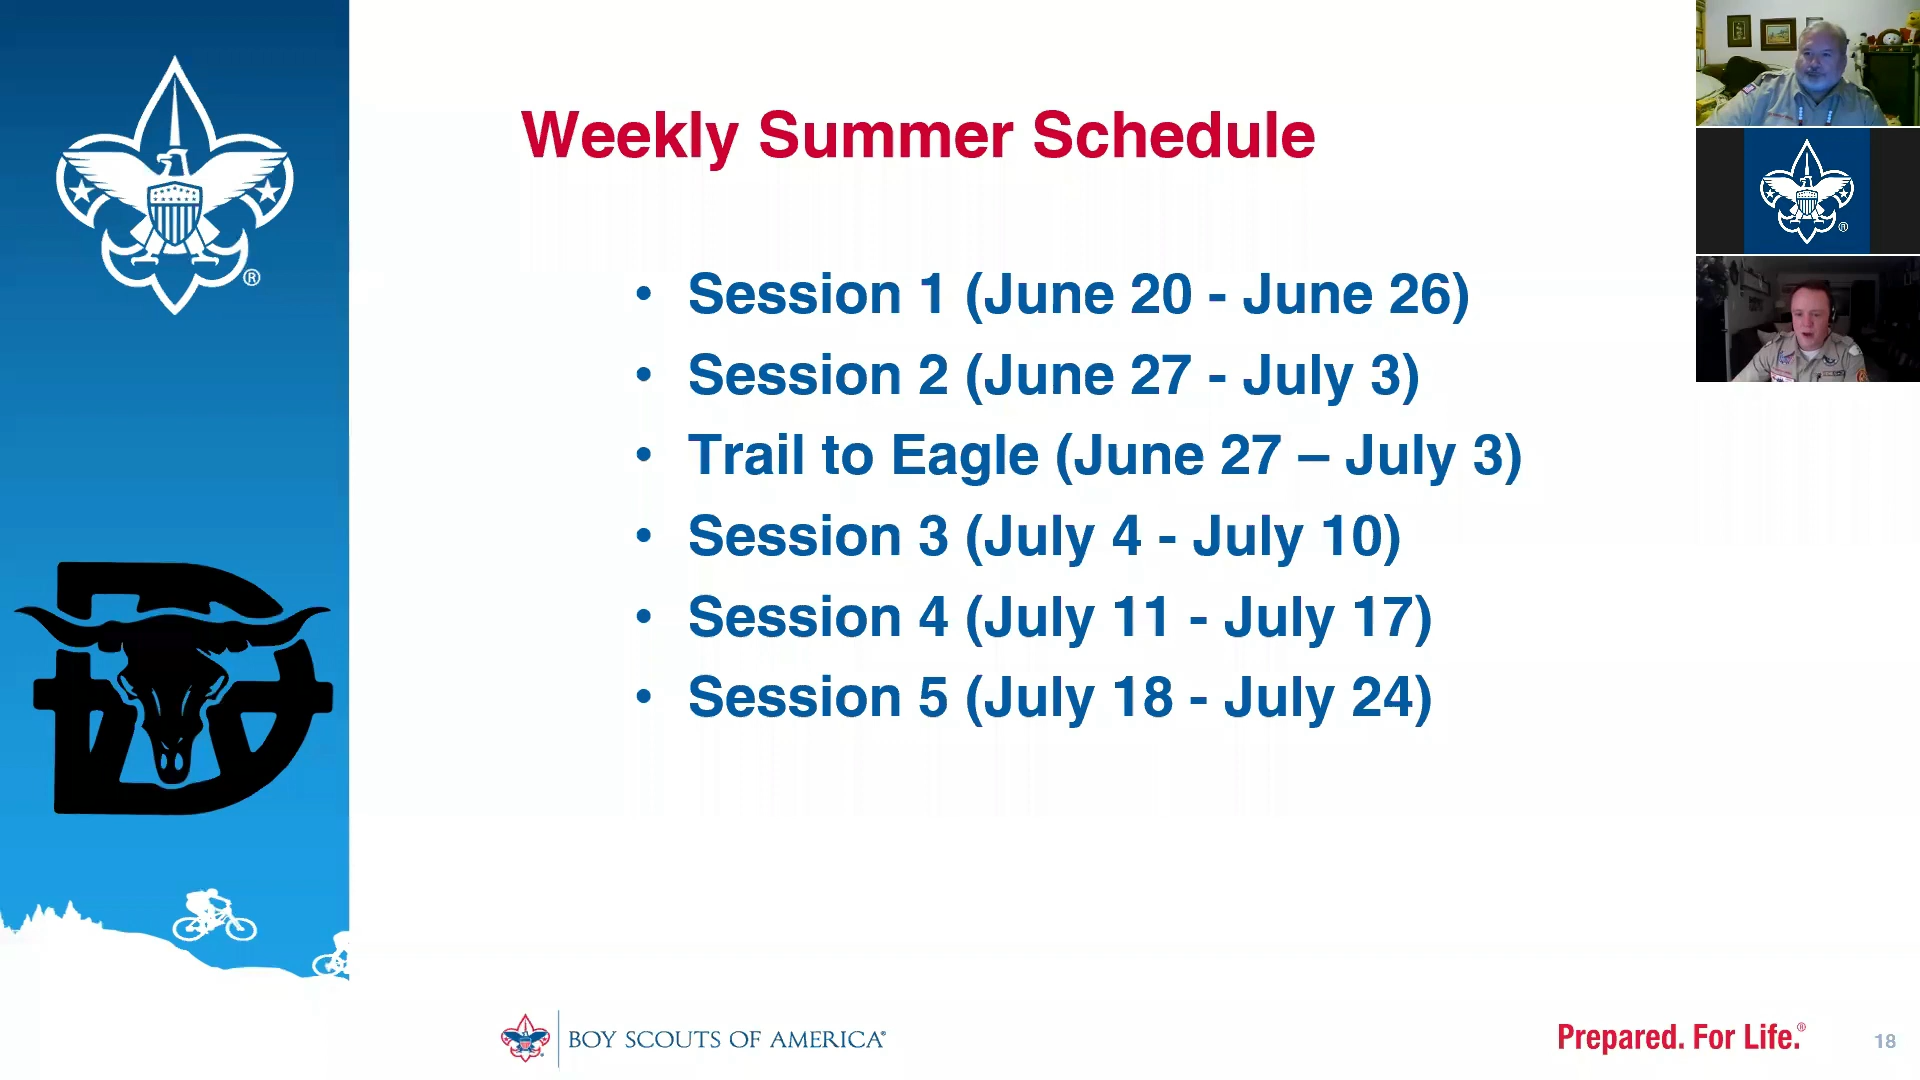 Weekly Summer Schedule
• Session 1 (June 20 - June 26)
• Session 2 (June 27 - July 3)
• Trail to Eagle (June 27 – July 3)
• Session 3 (July 4 - July 10)
• Session 4 (July 11 - July 17)
• Session 5 (July 18 - July 24)
BOY SCOUTS OF AMERICA®
Prepared. For Life.®
18